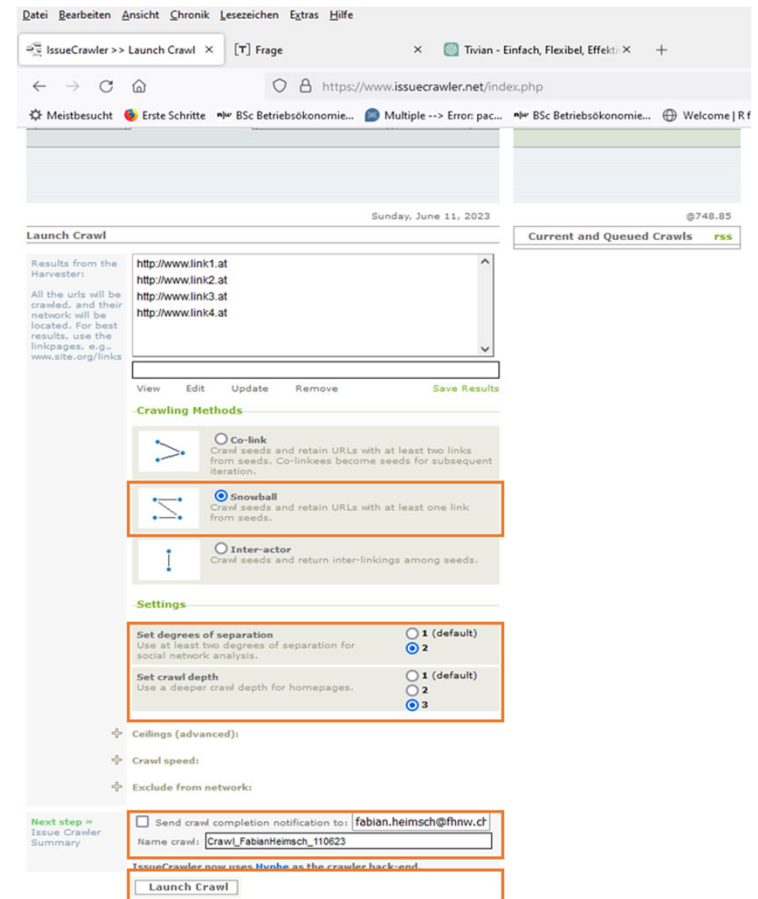 Datei Bearbeiten Ansicht Chronik Lesezeichen Extras Hilfe
IssueCrawler >> Launch Crawl × [T] Frage × Tivian - Einfach, Flexibel, Effekti × +
https://www.issuecrawler.net/index.php
Meistbesucht Erste Schritte n|w BSc Betriebsökonomie... Multiple --> Error: pac... n|w BSc Betriebsökonomie... Welcome | R f
Sunday, June 11, 2023 @748.85
Launch Crawl
Current and Queued Crawls rss
Results from the
Harvester:
All the urls will be
crawled, and their
network will be
located. For best
results, use the
linkpages, e.g.,
www.site.org/links
http://www.link1.at
http://www.link2.at
http://www.link3.at
http://www.link4.at
View Edit Update Remove Save Results
Crawling Methods
Co-link
Crawl seeds and retain URLs with at least two links
from seeds. Co-linkees become seeds for subsequent
iteration.
Snowball
Crawl seeds and retain URLs with at least one link
from seeds.
Inter-actor
Crawl seeds and return inter-linkings among seeds.
Settings
Set degrees of separation
Use at least two degrees of separation for
social network analysis.
1 (default)
2
Set crawl depth
Use a deeper crawl depth for homepages.
1 (default)
2
3
Ceilings (advanced):
Crawl speed:
Exclude from network:
Next step »
Issue Crawler
Summary
Send crawl completion notification to: fabian.heimsch@fhnw.ch
Name crawl: Crawl_FabianHeimsch_110623
IssueCrawler now uses Hyphe as the crawler back-end.
Launch Crawl